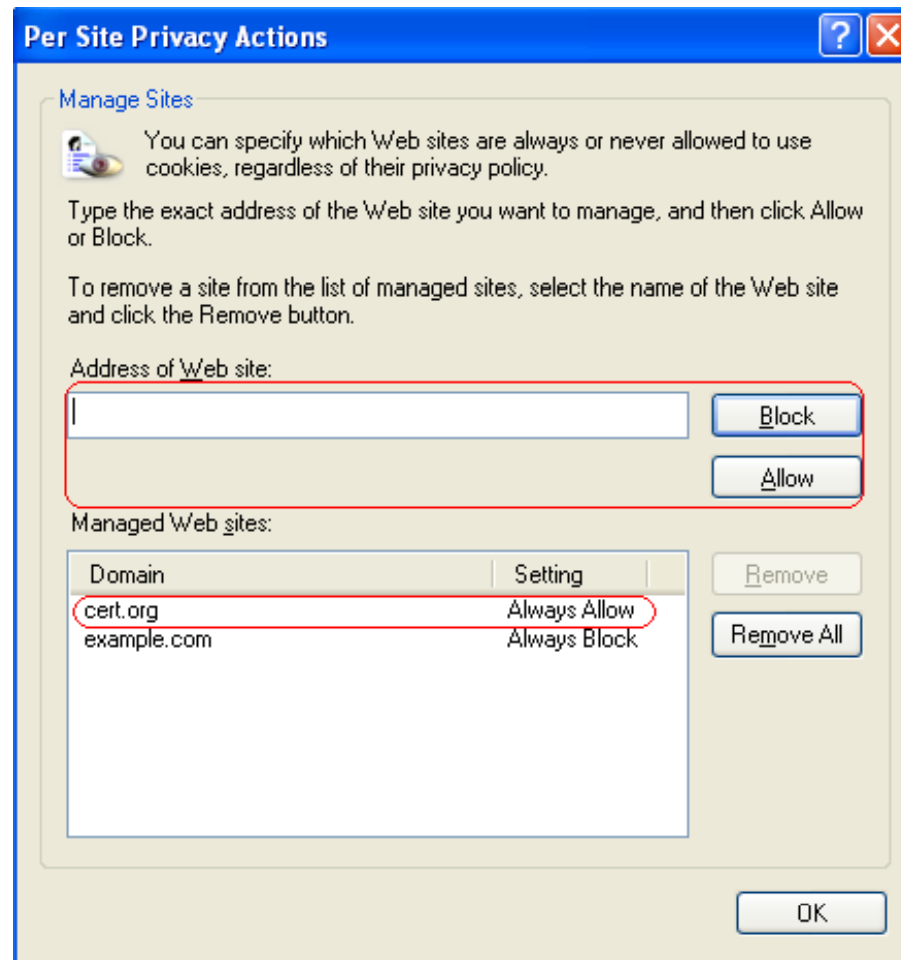 Per Site Privacy Actions
Manage Sites
You can specify which Web sites are always or never allowed to use
cookies, regardless of their privacy policy.
Type the exact address of the Web site you want to manage, and then click Allow
or Block.
To remove a site from the list of managed sites, select the name of the Web site
and click the Remove button.
Address of Web site:
Block
Allow
Managed Web sites:
Domain Setting
Remove
cert.org Always Allow
example.com Always Block
Remove All
OK